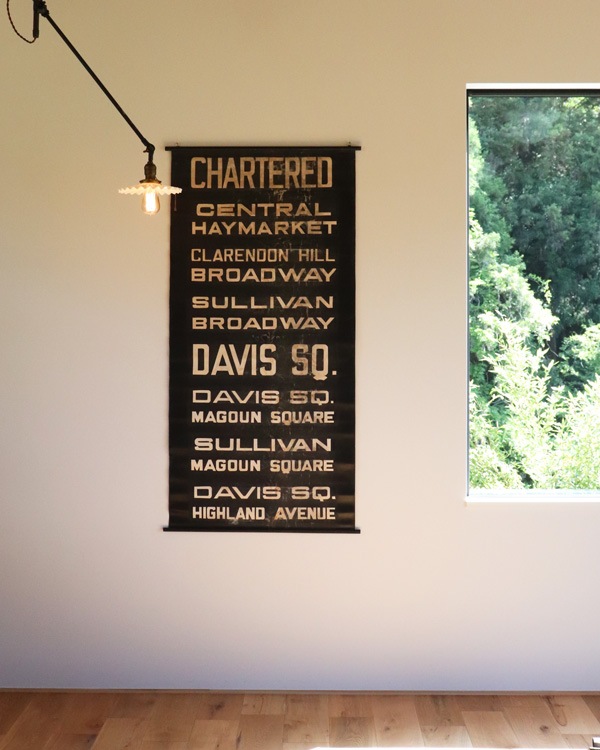 CHARTERED
CENTRAL
HAYMARKET
CLARENDON HILL
BROADWAY
SULLIVAN
BROADWAY
DAVIS SQ.
DAVIS SQ.
MAGOUN SQUARE
SULLIVAN
MAGOUN SQUARE
DAVIS SQ.
HIGHLAND AVENUE